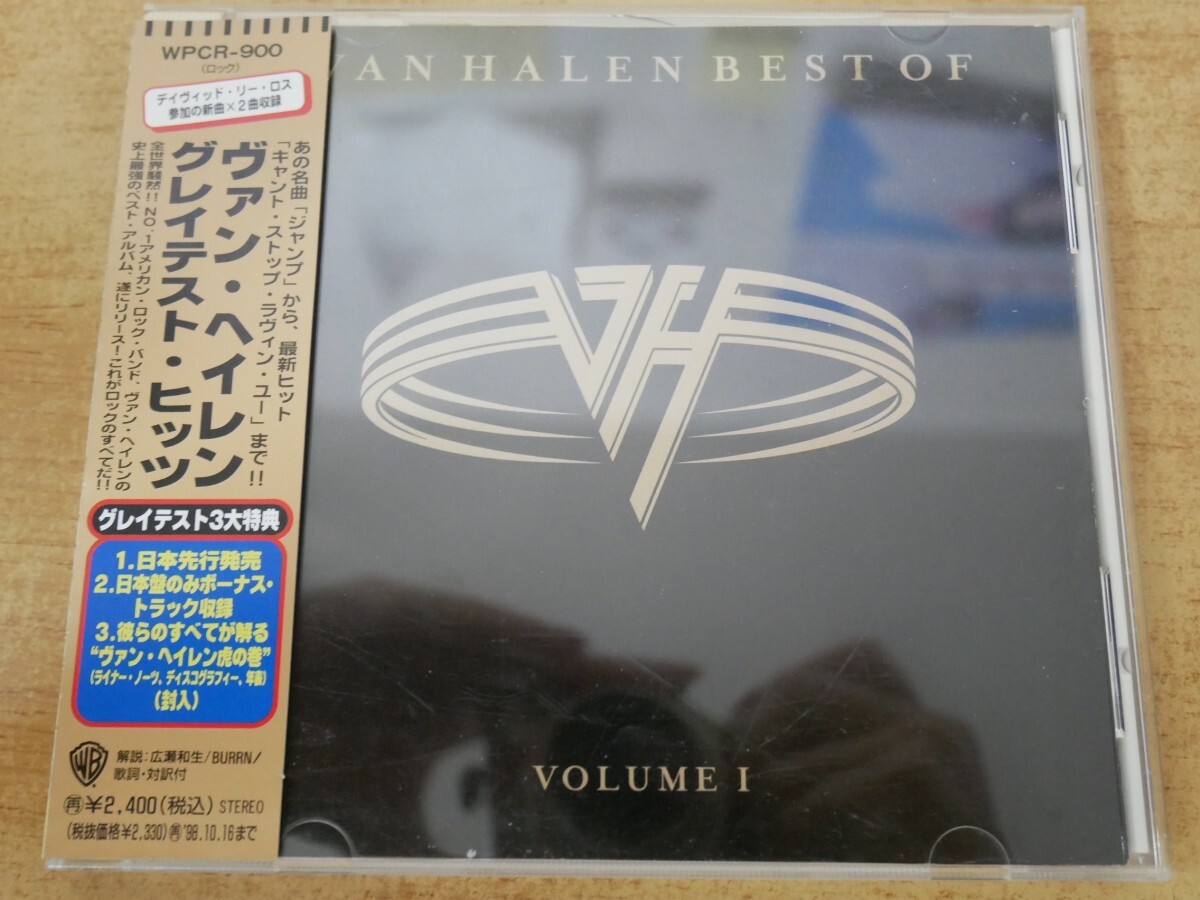 WPCR-900
(ロック)
デイヴィッド・リー・ロス
参加の新曲×2曲収録
あの名曲「ジャンプ」から、最新ヒット
「キャント・ストップ・ラヴィン・ユー」まで!!
ヴァン・ヘイレン
グレイテスト・ヒッツ
全世界騒然!! NO.1アメリカン・ロック・バンド、ヴァン・ヘイレンの
史上最強のベスト・アルバム、遂にリリース!これがロックのすべてだ!!
グレイテスト3大特典
1.日本先行発売
2.日本盤のみボーナス・
トラック収録
3.彼らのすべてが解る
“ヴァン・ヘイレン虎の巻”
(ライナー・ノーツ、ディスコグラフィー、年表)
(封入)
WB
解説:広瀬和生/BURRN/
歌詞・対訳付
再¥2,400(税込) STEREO
(税抜価格¥2,330) 再'98.10.16まで
VAN HALEN BEST OF
VH
VOLUME I